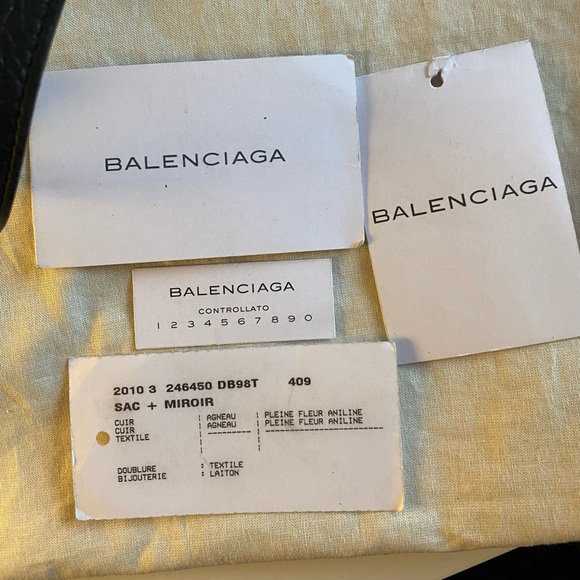 BALENCIAGA
BALENCIAGA
BALENCIAGA
CONTROLLATO
1 2 3 4 5 6 7 8 9 0
2010 3 246450 DB98T 409
SAC + MIROIR
CUIR | AGNEAU | PLEINE FLEUR ANILINE
CUIR | AGNEAU | PLEINE FLEUR ANILINE
TEXTILE
DOUBLURE : TEXTILE
BIJOUTERIE : LAITON